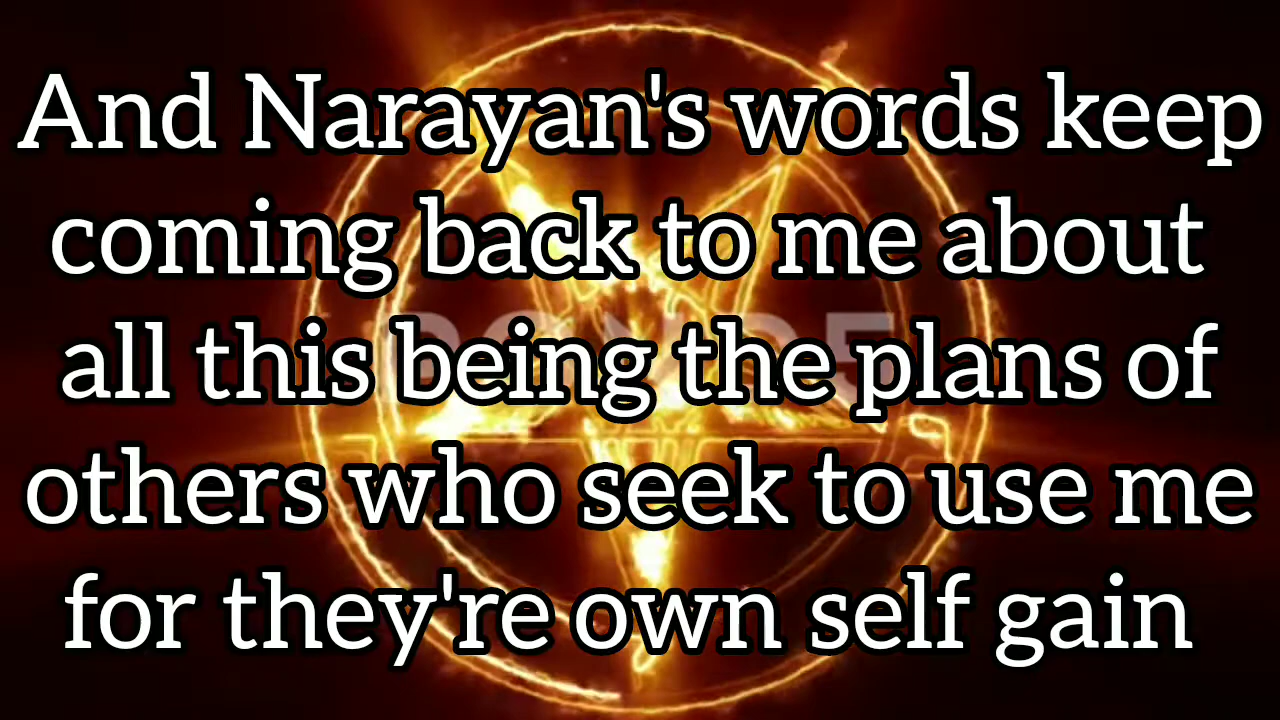 And Narayan's words keep
coming back to me about
all this being the plans of
others who seek to use me
for they're own self gain